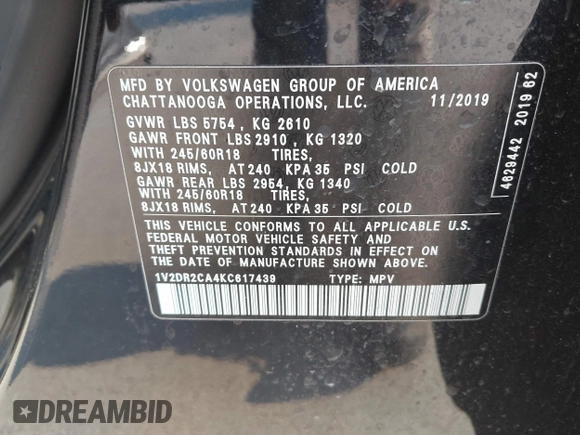 MFD BY VOLKSWAGEN GROUP OF AMERICA
CHATTANOOGA OPERATIONS, LLC. 11/2019
GVWR LBS 5754 , KG 2610
GAWR FRONT LBS 2910 , KG 1320
WITH 245/60R18 TIRES,
8JX18 RIMS, AT 240 KPA 35 PSI COLD
GAWR REAR LBS 2954, KG 1340
WITH 245/60R18 TIRES,
8JX18 RIMS, AT 240 KPA 35 PSI COLD
THIS VEHICLE CONFORMS TO ALL APPLICABLE U.S.
FEDERAL MOTOR VEHICLE SAFETY AND
THEFT PREVENTION STANDARDS IN EFFECT ON
THE DATE OF MANUFACTURE SHOWN ABOVE.
1V2DR2CA4KC617439 TYPE: MPV
4629442 2019 62
DREAMBID